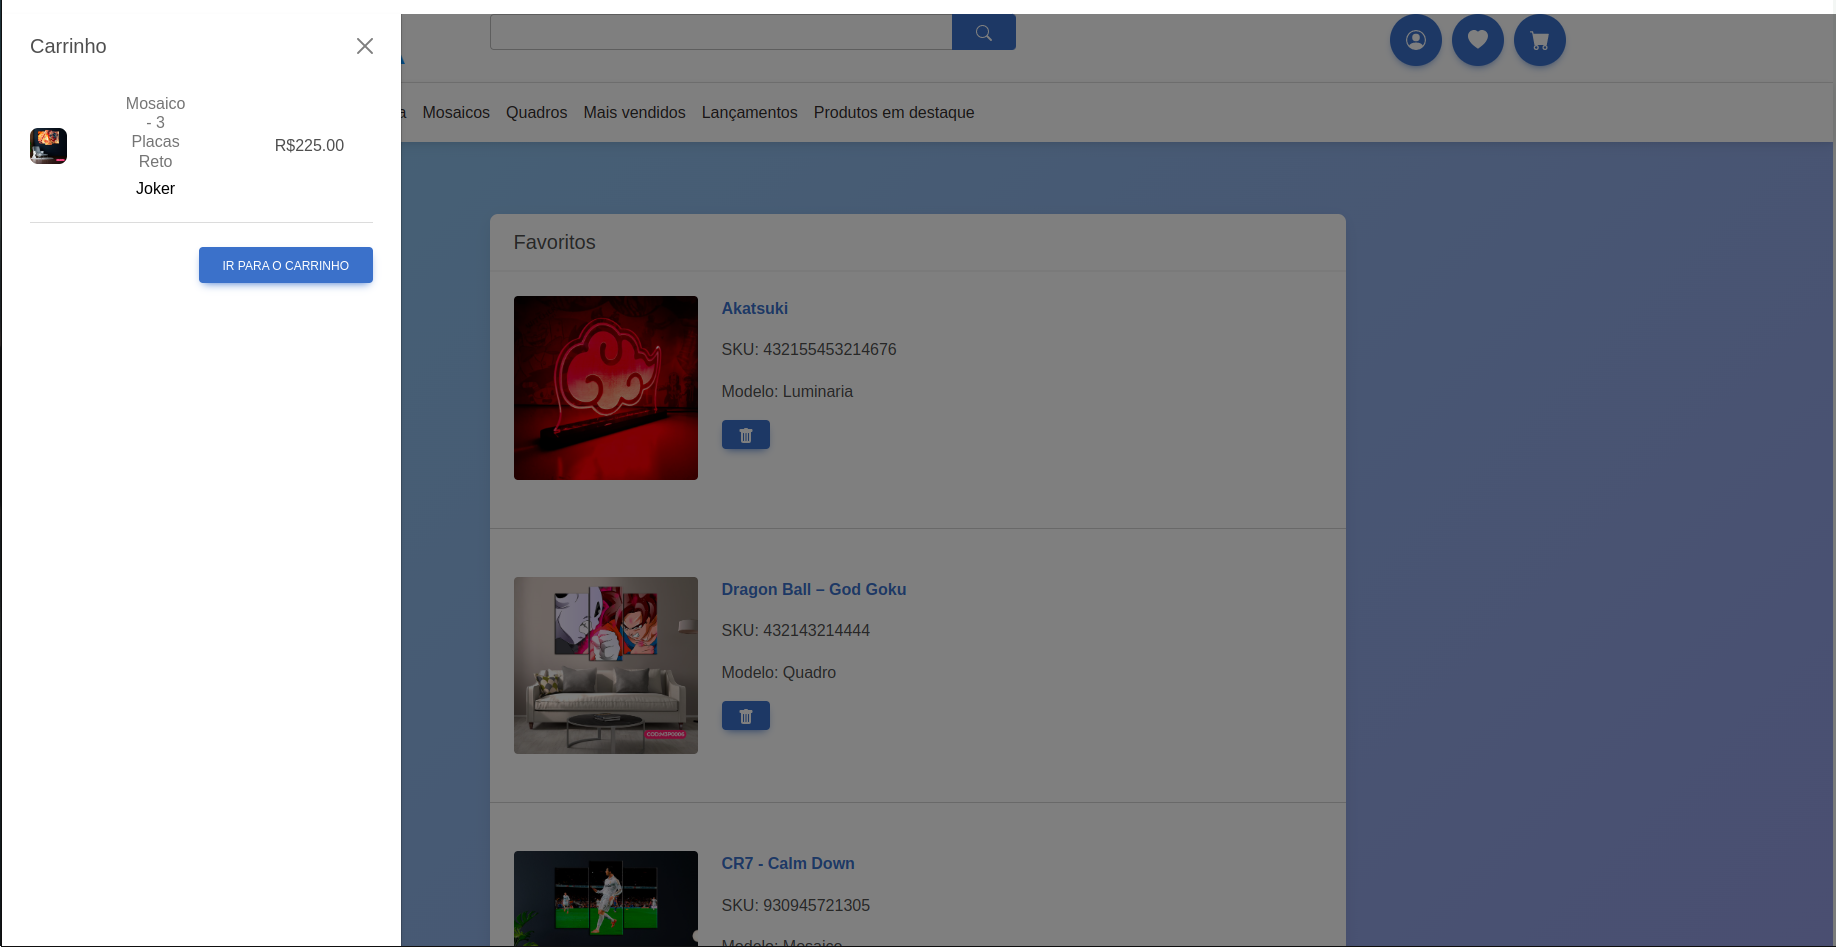 Carrinho
Mosaico
- 3
Placas
Reto
Joker
R$225.00
IR PARA O CARRINHO
a Mosaicos Quadros Mais vendidos Lançamentos Produtos em destaque
Favoritos
Akatsuki
SKU: 432155453214676
Modelo: Luminaria
Dragon Ball – God Goku
SKU: 432143214444
Modelo: Quadro
CR7 - Calm Down
SKU: 930945721305
Modelo: Mosaico